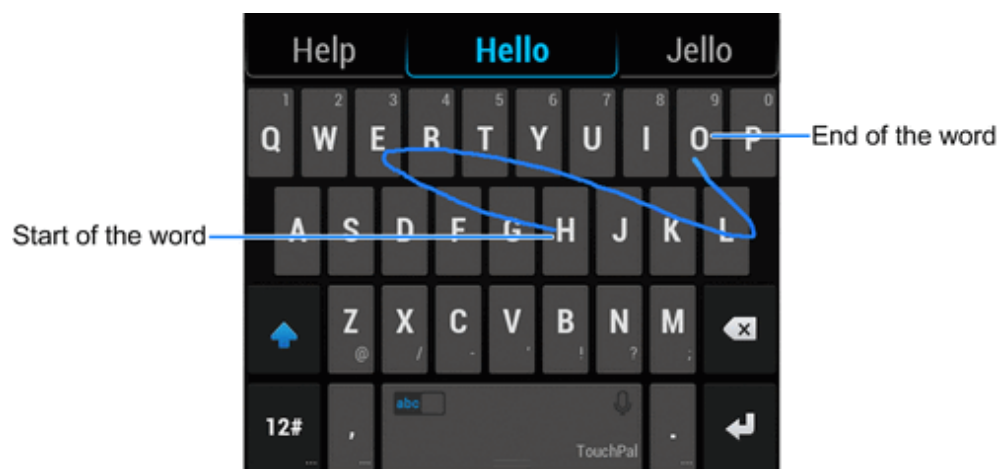 Help Hello Jello
1 2 3 4 5 6 7 8 9 0
Q W E R T Y U I O P End of the word
Start of the word A S D F G H J K L
Z X C V B N M
@ / - ' ! ? ;
abc
12# , .
TouchPal